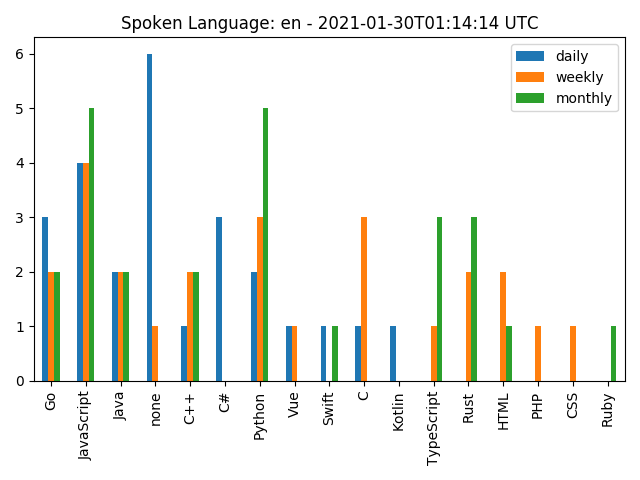 Spoken Language: en - 2021-01-30T01:14:14 UTC
daily
weekly
monthly
6
5
4
3
2
1
0
Go
JavaScript
Java
none
C++
C#
Python
Vue
Swift
C
Kotlin
TypeScript
Rust
HTML
PHP
CSS
Ruby